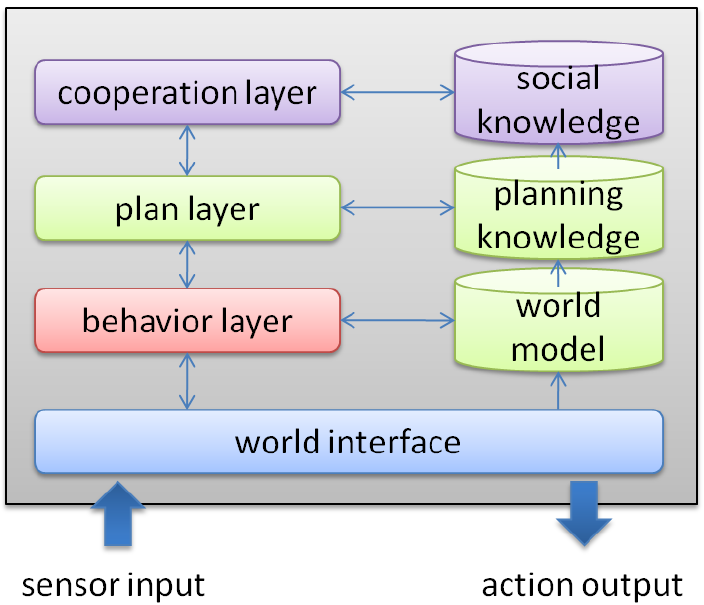 cooperation layer
social
knowledge
plan layer
planning
knowledge
behavior layer
world
model
world interface
sensor input
action output